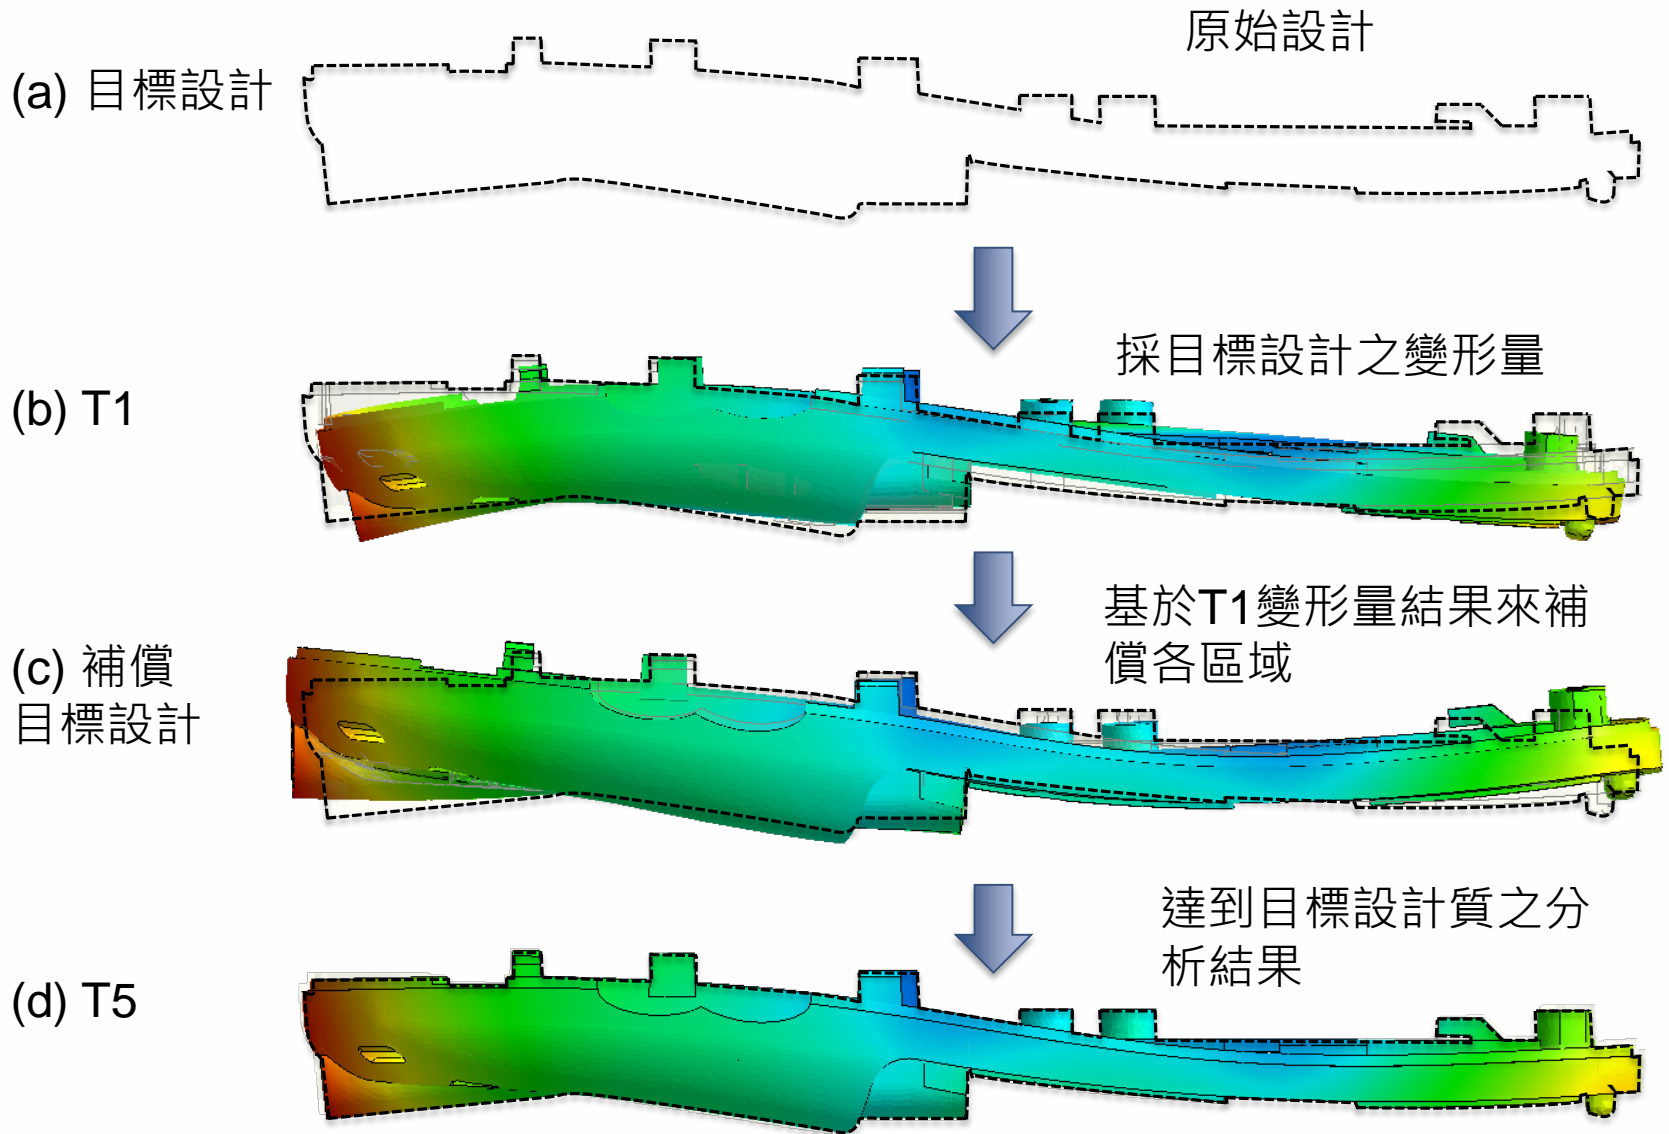 原始設計
(a) 目標設計
採目標設計之變形量
(b) T1
基於T1變形量結果來補
償各區域
(c) 補償
目標設計
達到目標設計質之分
析結果
(d) T5